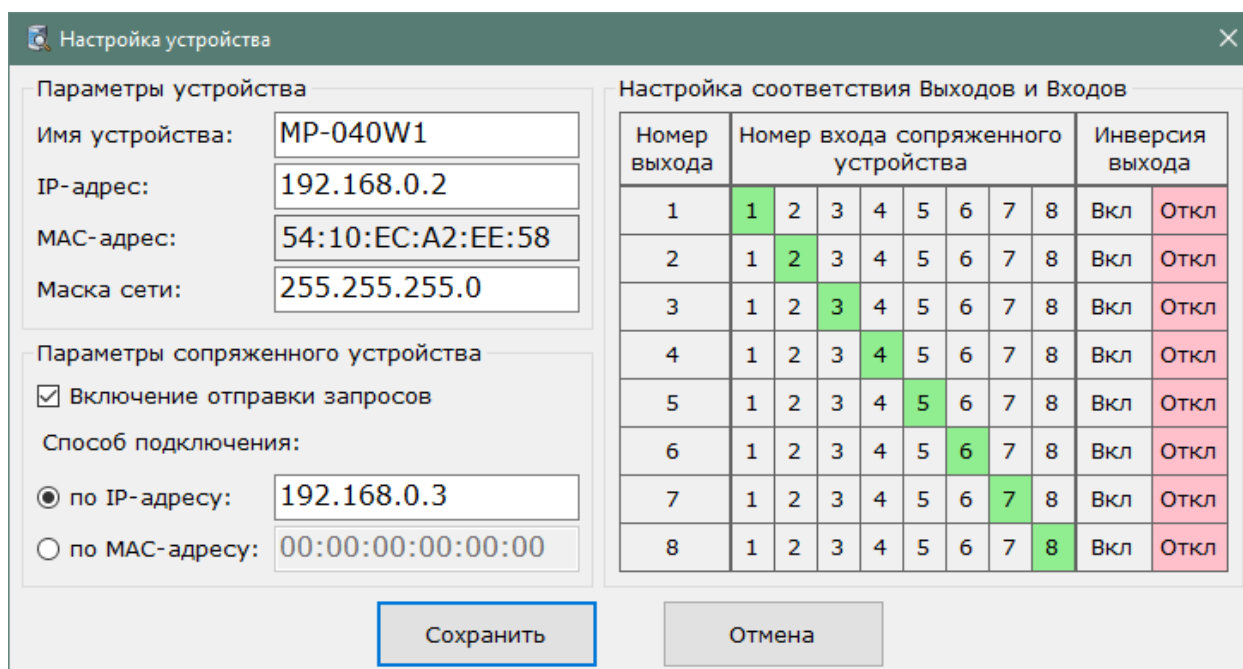 Настройка устройства
Параметры устройства
Имя устройства: MP-040W1
IP-адрес: 192.168.0.2
MAC-адрес: 54:10:EC:A2:EE:58
Маска сети: 255.255.255.0
Параметры сопряженного устройства
Включение отправки запросов
Способ подключения:
по IP-адресу: 192.168.0.3
по MAC-адресу: 00:00:00:00:00:00
Настройка соответствия Выходов и Входов
Номер выхода Номер входа сопряженного устройства Инверсия выхода
1 1 2 3 4 5 6 7 8 Вкл Откл
2 1 2 3 4 5 6 7 8 Вкл Откл
3 1 2 3 4 5 6 7 8 Вкл Откл
4 1 2 3 4 5 6 7 8 Вкл Откл
5 1 2 3 4 5 6 7 8 Вкл Откл
6 1 2 3 4 5 6 7 8 Вкл Откл
7 1 2 3 4 5 6 7 8 Вкл Откл
8 1 2 3 4 5 6 7 8 Вкл Откл
Сохранить Отмена